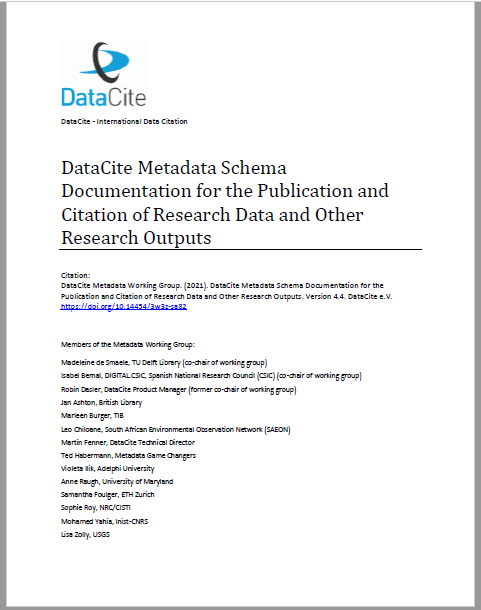 DataCite
DataCite - International Data Citation
DataCite Metadata Schema
Documentation for the Publication and
Citation of Research Data and Other
Research Outputs
Citation:
DataCite Metadata Working Group. (2021). DataCite Metadata Schema Documentation for the
Publication and Citation of Research Data and Other Research Outputs. Version 4.4. DataCite e.V.
https://doi.org/10.14454/3w3z-sa82
Members of the Metadata Working Group:
Madeleine de Smaele, TU Delft Library (co-chair of working group)
Isabel Bernal, DIGITAL.CSIC, Spanish National Research Council (CSIC) (co-chair of working group)
Robin Dasler, DataCite Product Manager (former co-chair of working group)
Jan Ashton, British Library
Marleen Burger, TIB
Leo Chiloane, South African Environmental Observation Network (SAEON)
Martin Fenner, DataCite Technical Director
Ted Habermann, Metadata Game Changers
Violeta Ilik, Adelphi University
Anne Raugh, University of Maryland
Samantha Foulger, ETH Zurich
Sophie Roy, NRC/CISTI
Mohamed Yahia, Inist-CNRS
Lisa Zolly, USGS